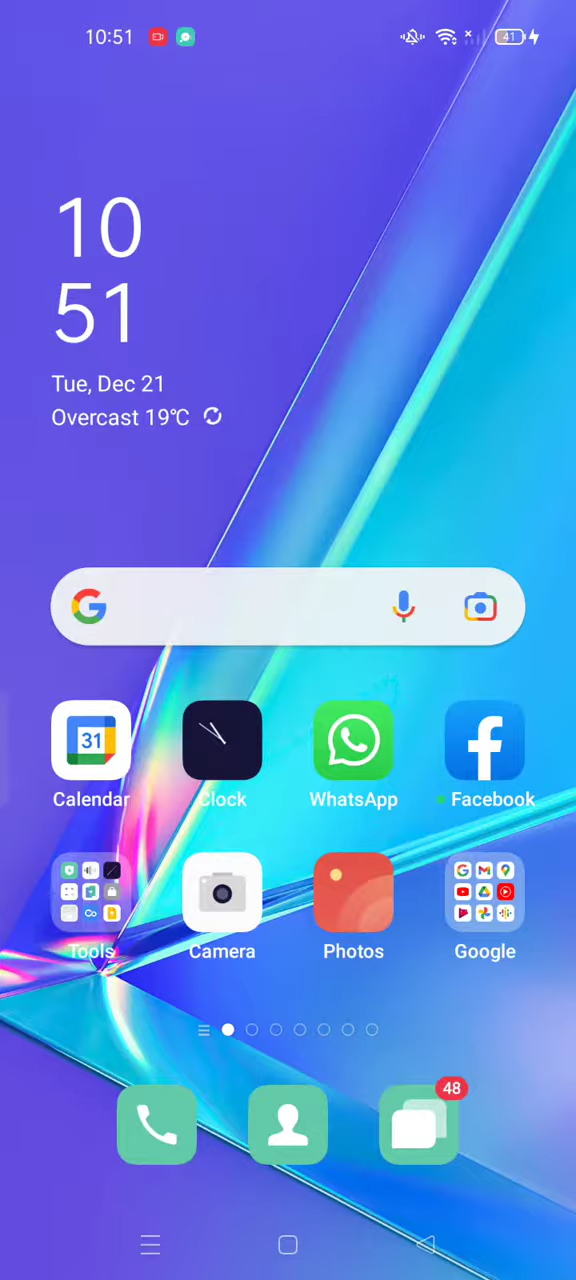 10:51
41
10
51
Tue, Dec 21
Overcast 19℃
G
31
Calendar
Clock
WhatsApp
Facebook
Tools
Camera
Photos
Google
48